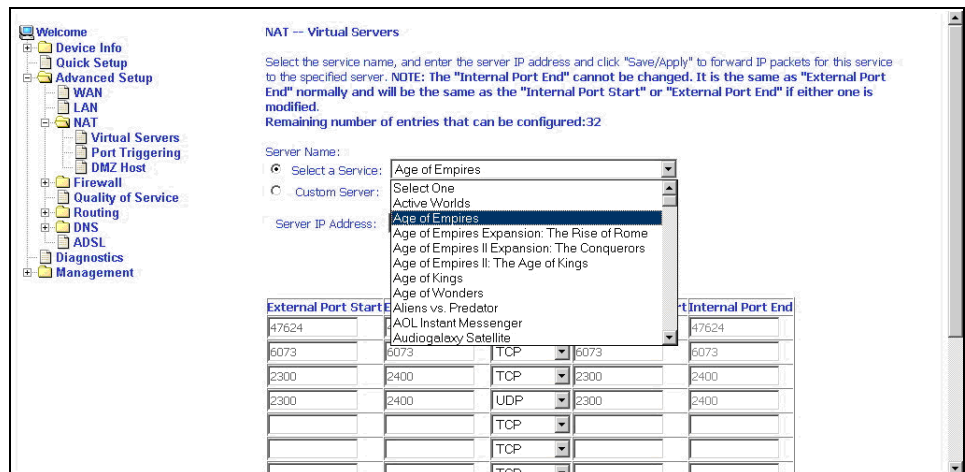 Welcome
Device Info
Quick Setup
Advanced Setup
WAN
LAN
NAT
Virtual Servers
Port Triggering
DMZ Host
Firewall
Quality of Service
Routing
DNS
ADSL
Diagnostics
Management
NAT -- Virtual Servers
Select the service name, and enter the server IP address and click "Save/Apply" to forward IP packets for this service
to the specified server. NOTE: The "Internal Port End" cannot be changed. It is the same as "External Port
End" normally and will be the same as the "Internal Port Start" or "External Port End" if either one is
modified.
Remaining number of entries that can be configured:32
Server Name:
Select a Service: Age of Empires
Custom Server:
Server IP Address:
Select One
Active Worlds
Age of Empires
Age of Empires Expansion: The Rise of Rome
Age of Empires II Expansion: The Conquerors
Age of Empires II: The Age of Kings
Age of Kings
Age of Wonders
Aliens vs. Predator
AOL Instant Messenger
Audiogalaxy Satellite
External Port Start Internal Port End
47624 47624
6073 6073 TCP 6073 6073
2300 2400 TCP 2300 2400
2300 2400 UDP 2300 2400
TCP
TCP
TCP